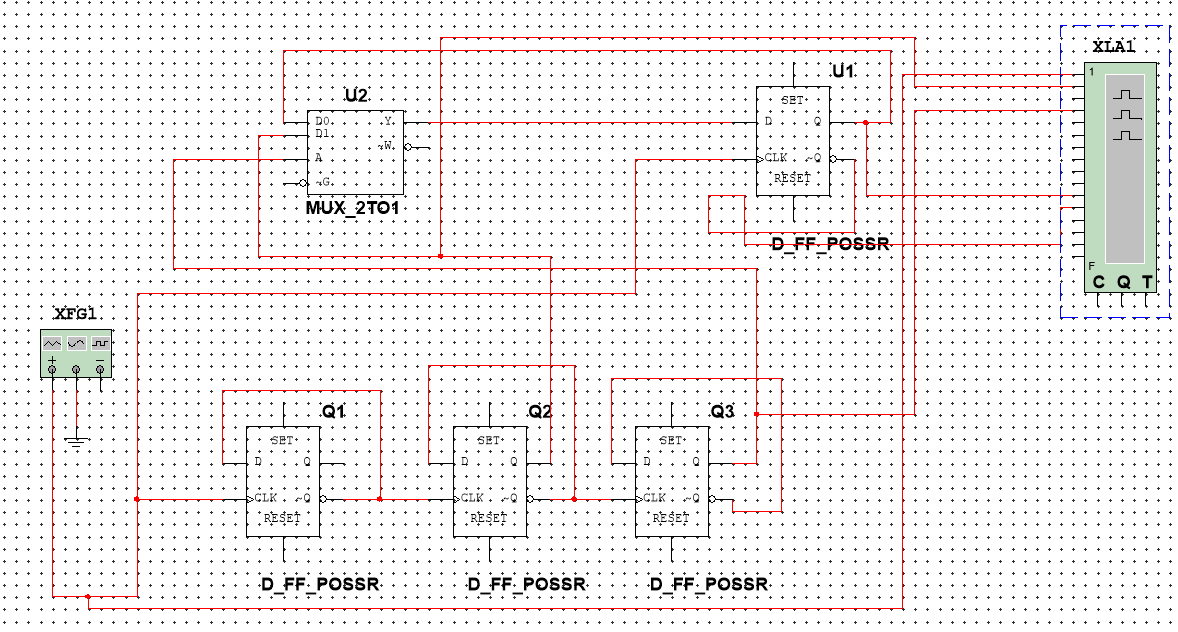 XLA1
U1
1
SET
U2
D0 Y
D Q
D1
~W
A
CLK ~Q
~G
RESET
MUX_2TO1
D_FF_POSSR
F
C Q T
XFG1
+ −
Q1 Q2 Q3
SET SET SET
D Q D Q D Q
CLK ~Q CLK ~Q CLK ~Q
RESET RESET RESET
D_FF_POSSR D_FF_POSSR D_FF_POSSR